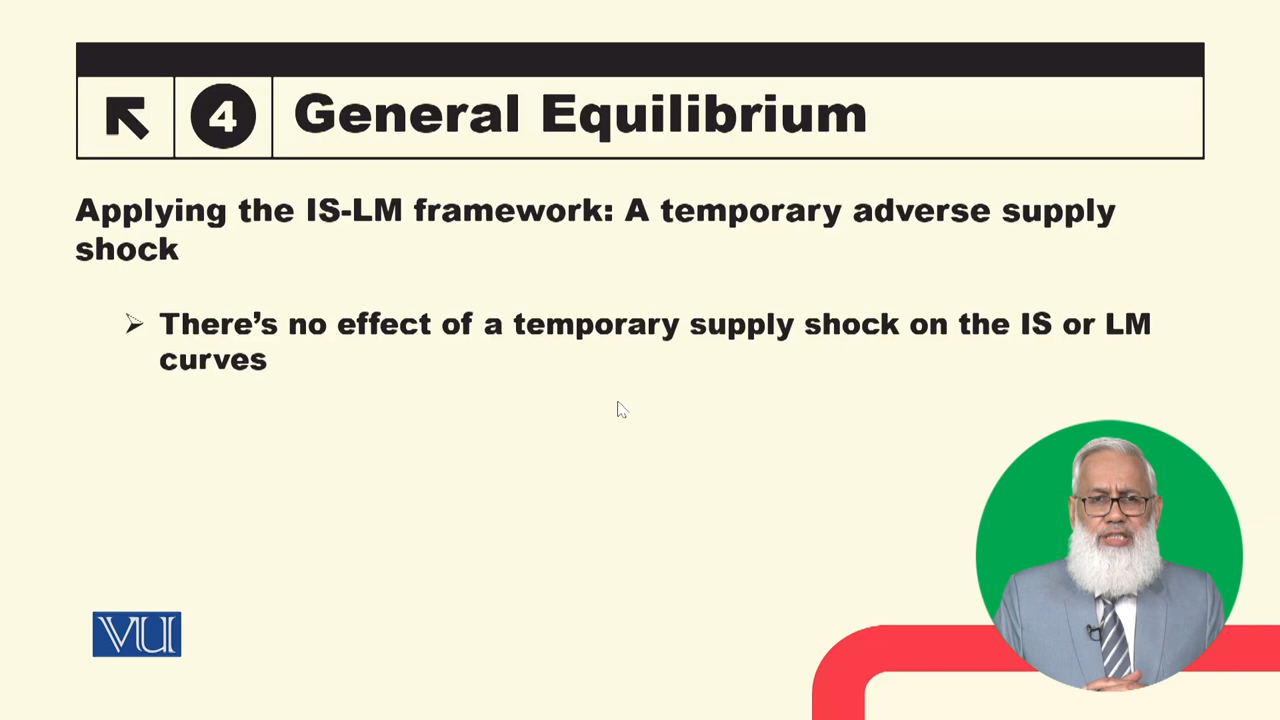 4 General Equilibrium
Applying the IS-LM framework: A temporary adverse supply
shock
There’s no effect of a temporary supply shock on the IS or LM
curves
VU